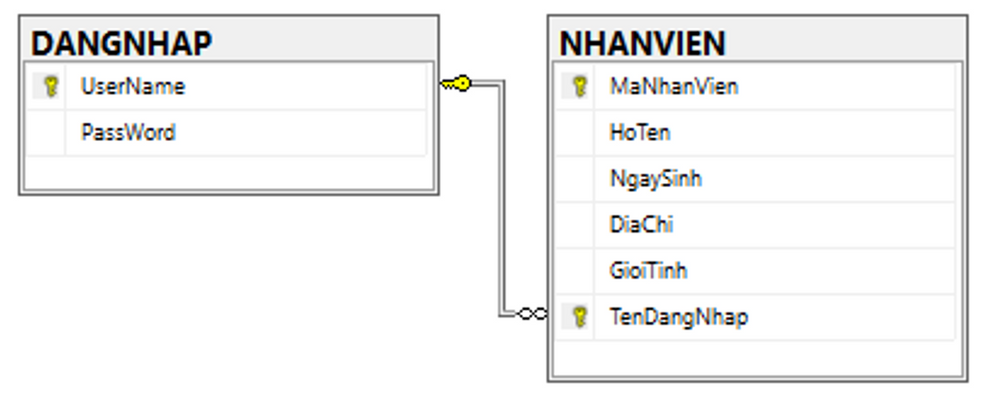 DANGNHAP
UserName
PassWord
NHANVIEN
MaNhanVien
HoTen
NgaySinh
DiaChi
GioiTinh
TenDangNhap